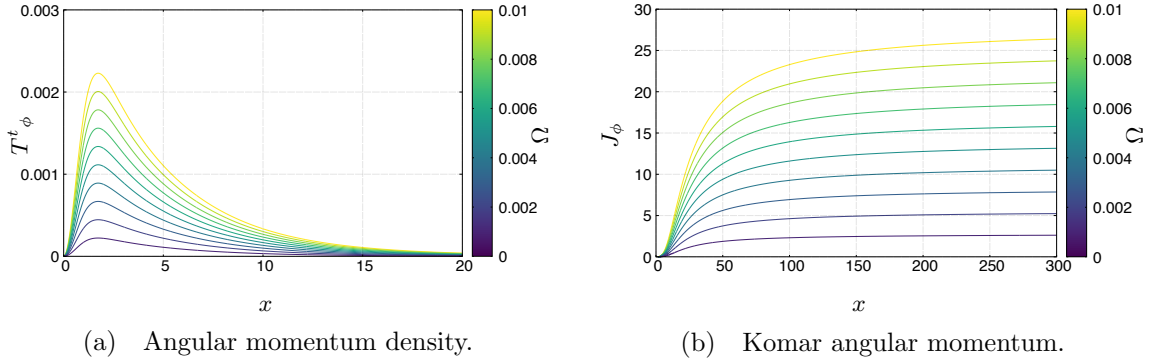 0.003
0.002
0.001
0
T^t_φ
0 5 10 15 20
x
0.01
0.008
0.006
0.004
0.002
0
Ω
(a) Angular momentum density.
30
25
20
15
10
5
0
J_φ
0 50 100 150 200 250 300
x
0.01
0.008
0.006
0.004
0.002
0
Ω
(b) Komar angular momentum.